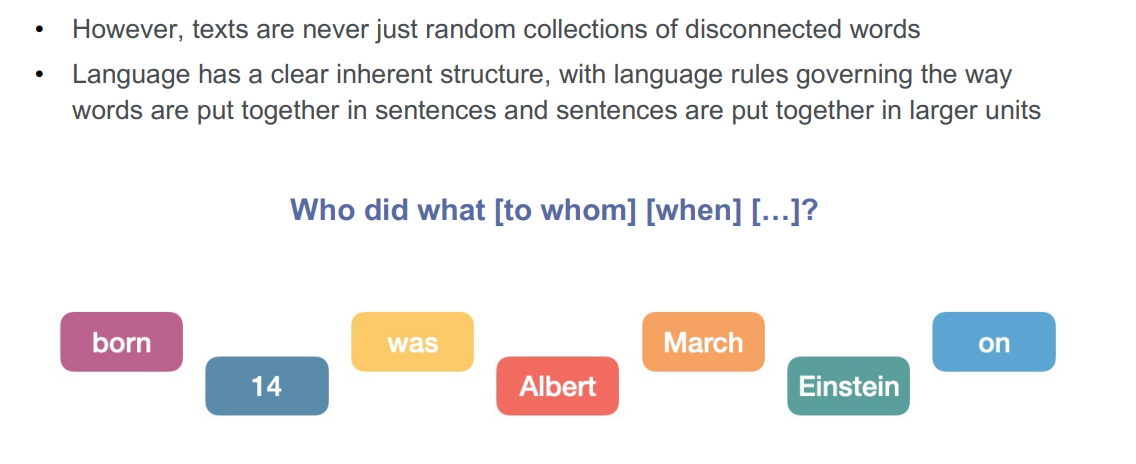 • However, texts are never just random collections of disconnected words
• Language has a clear inherent structure, with language rules governing the way
words are put together in sentences and sentences are put together in larger units
Who did what [to whom] [when] […]?
born
14
was
Albert
March
Einstein
on